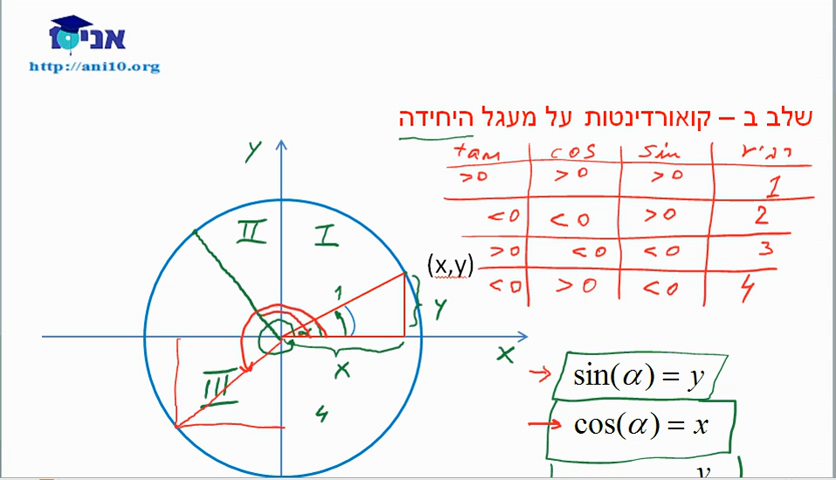 אני10
http://ani10.org
שלב ב – קואורדינטות על מעגל היחידה
tan cos sin רביע
>0 >0 >0 1
<0 <0 >0 2
>0 <0 <0 3
<0 >0 <0 4
y
II I
(x,y)
1
y
α
x
x
III
4
sin(α) = y
cos(α) = x
y